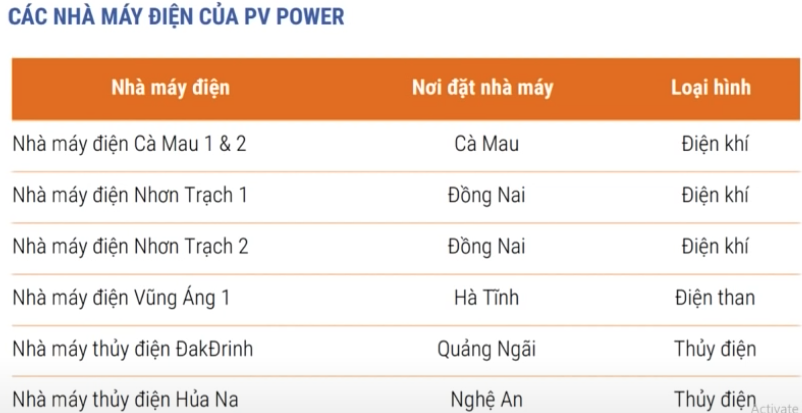 CÁC NHÀ MÁY ĐIỆN CỦA PV POWER
Nhà máy điện Nơi đặt nhà máy Loại hình
Nhà máy điện Cà Mau 1 & 2 Cà Mau Điện khí
Nhà máy điện Nhơn Trạch 1 Đồng Nai Điện khí
Nhà máy điện Nhơn Trạch 2 Đồng Nai Điện khí
Nhà máy điện Vũng Áng 1 Hà Tĩnh Điện than
Nhà máy thủy điện ĐakĐrinh Quảng Ngãi Thủy điện
Nhà máy thủy điện Hủa Na Nghệ An Thủy điện
Activate